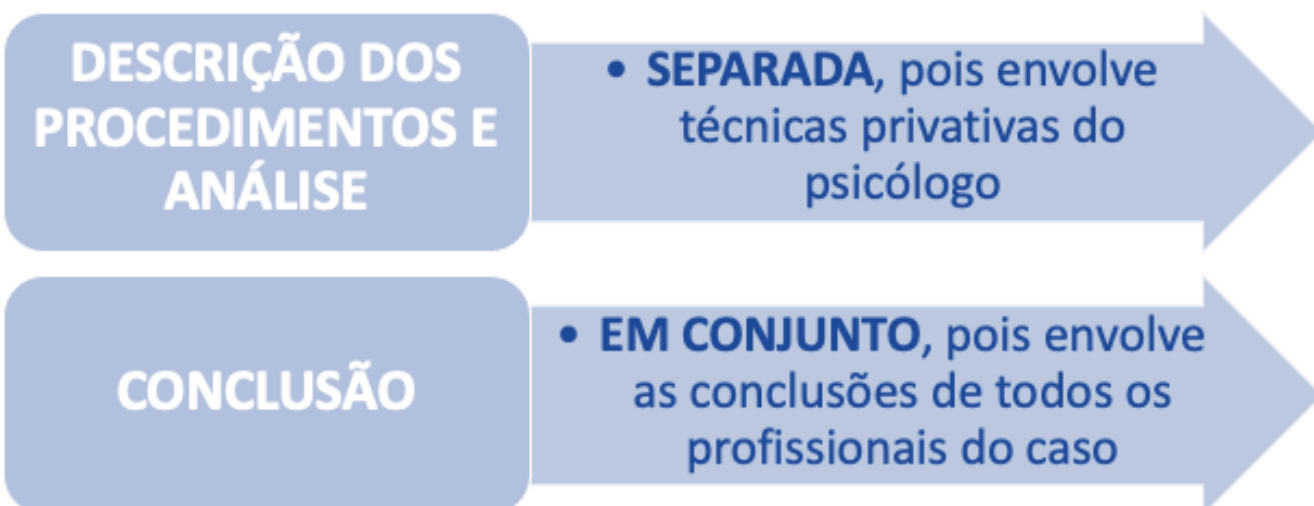 DESCRIÇÃO DOS
PROCEDIMENTOS E
ANÁLISE
• SEPARADA, pois envolve
técnicas privativas do
psicólogo
CONCLUSÃO
• EM CONJUNTO, pois envolve
as conclusões de todos os
profissionais do caso